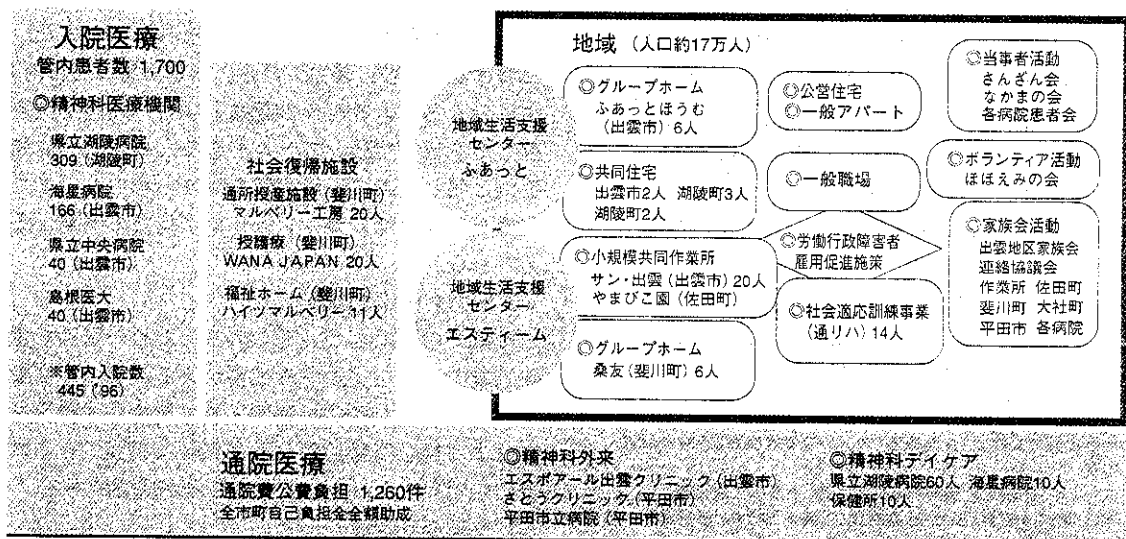 入院医療
管内患者数 1,700
◎精神科医療機関
県立湖陵病院
309(湖陵町)
海星病院
166(出雲市)
県立中央病院
40(出雲市)
島根医大
40(出雲市)
※管内入院数
445('96)
社会復帰施設
通所授産施設(斐川町)
マルベリー工房 20人
授護寮(斐川町)
WANA JAPAN 20人
福祉ホーム(斐川町)
ハイツマルベリー 11人
地域生活支援
センター
ふあっと
地域生活支援
センター
エスティーム
地域 (人口約17万人)
◎グループホーム
ふあっとほうむ
(出雲市) 6人
◎共同住宅
出雲市2人 湖陵町3人
湖陵町2人
◎小規模共同作業所
サン・出雲(出雲市) 20人
やまびこ園(佐田町)
◎グループホーム
桑友(斐川町) 6人
◎公営住宅
◎一般アパート
◎一般職場
◎労働行政障害者
雇用促進施策
◎社会適応訓練事業
(通リハ) 14人
◎当事者活動
さんざん会
なかまの会
各病院患者会
◎ボランティア活動
ほほえみの会
◎家族会活動
出雲地区家族会
連絡協議会
作業所 佐田町
斐川町 大社町
平田市 各病院
通院医療
通院費公費負担 1,260件
全市町自己負担金全額助成
◎精神科外来
エスポアール出雲クリニック(出雲市)
さとうクリニック(平田市)
平田市立病院(平田市)
◎精神科デイケア
県立湖陵病院60人 海星病院10人
保健所10人